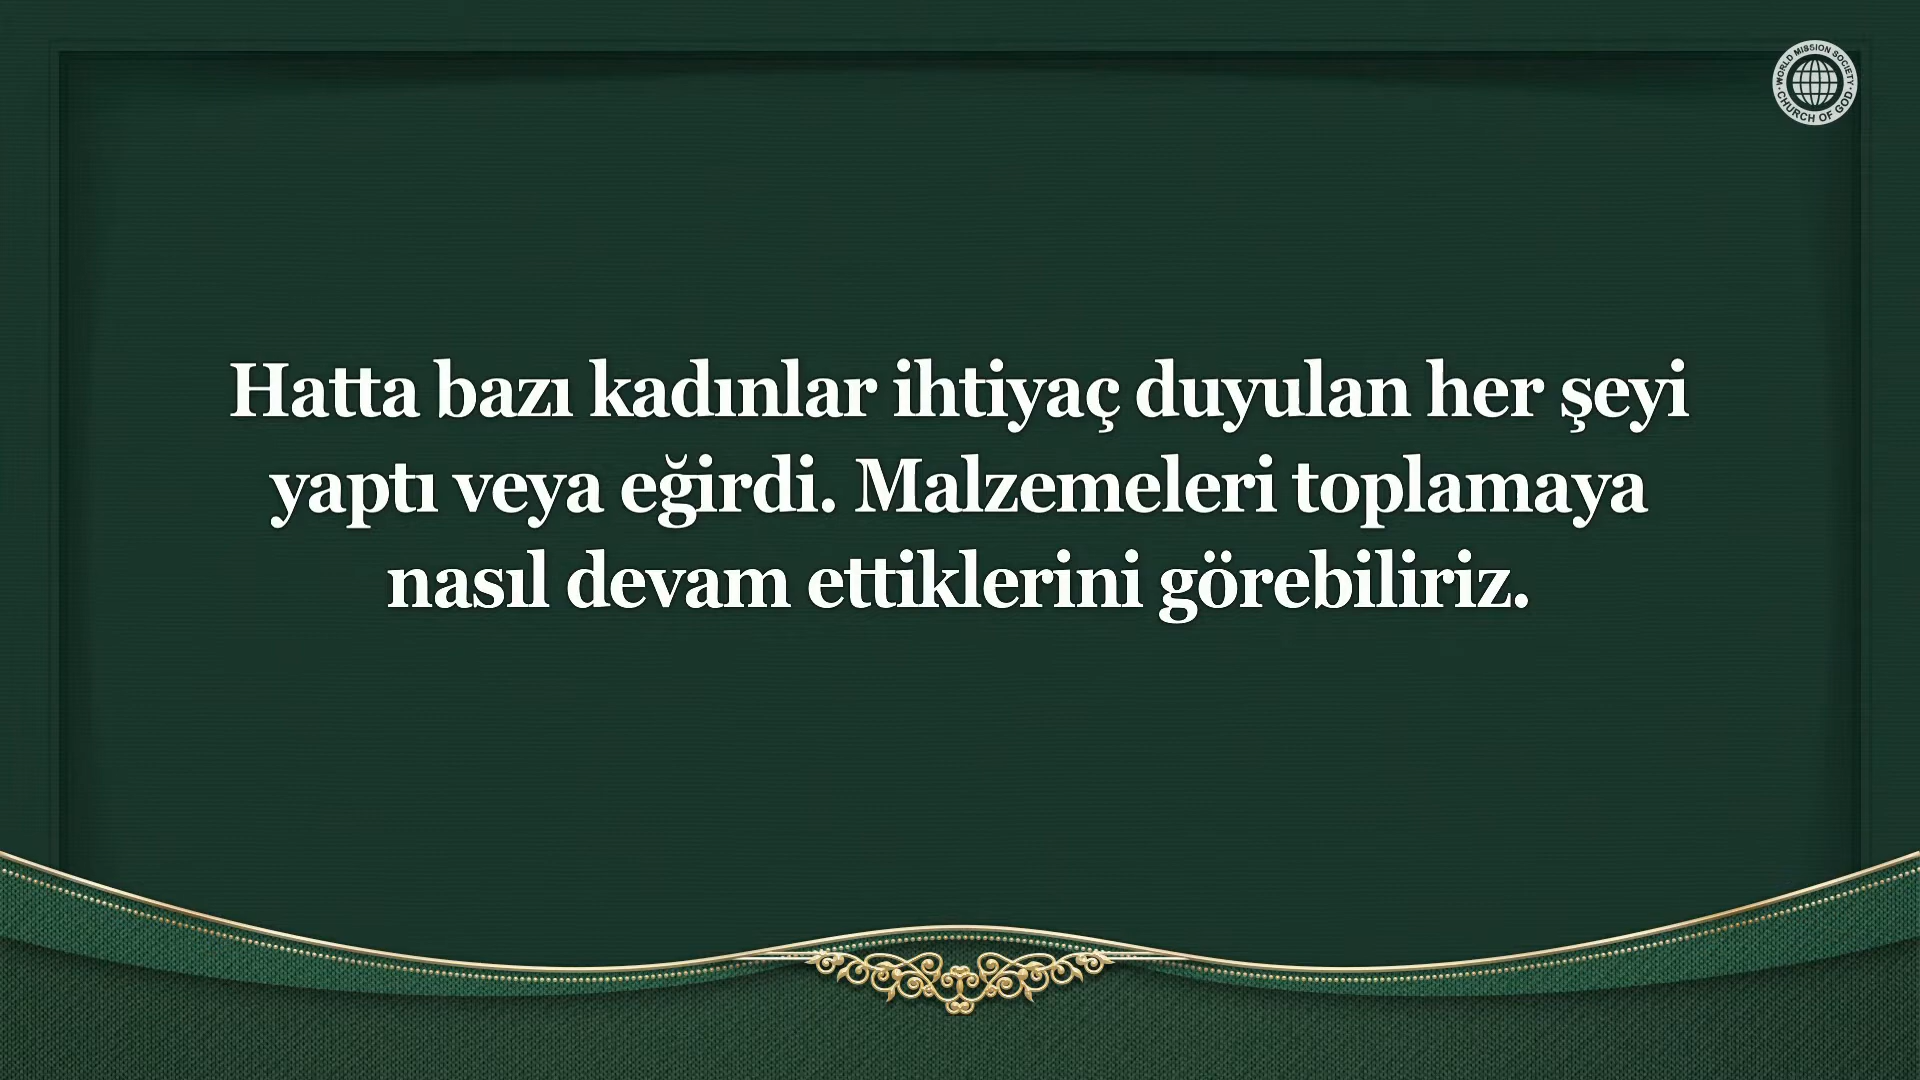 WORLD MISSION SOCIETY
CHURCH OF GOD
Hatta bazı kadınlar ihtiyaç duyulan her şeyi
yaptı veya eğirdi. Malzemeleri toplamaya
nasıl devam ettiklerini görebiliriz.